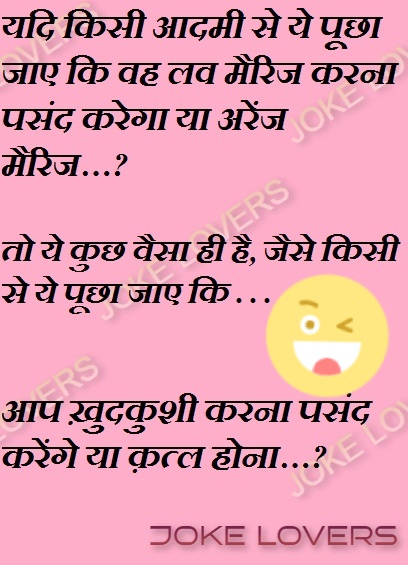 यदि किसी आदमी से ये पूछा
जाए कि वह लव मैरिज करना
पसंद करेगा या अरेंज
मैरिज...?
तो ये कुछ वैसा ही है, जैसे किसी
से ये पूछा जाए कि ...
आप ख़ुदकुशी करना पसंद
करेंगे या क़त्ल होना...?
JOKE LOVERS